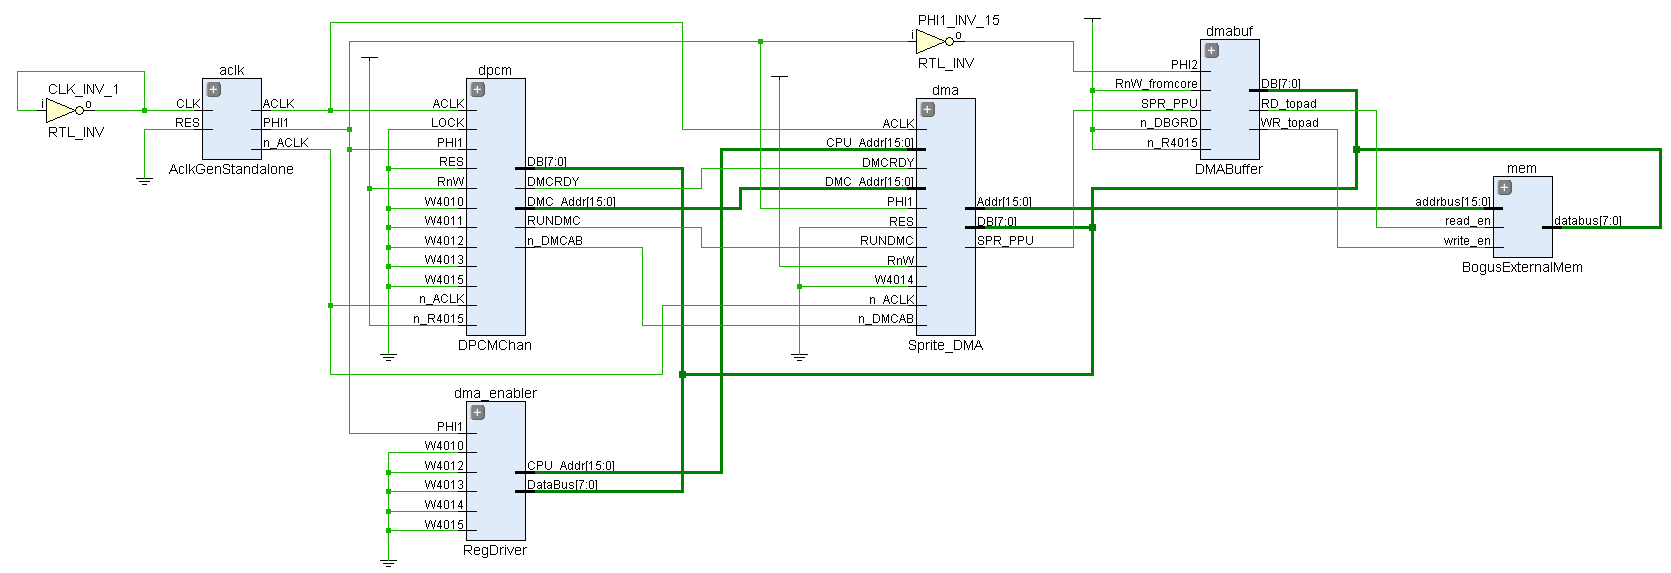 CLK_INV_1
i
o
RTL_INV
aclk
CLK
RES
ACLK
PHI1
n_ACLK
AclkGenStandalone
dpcm
ACLK
LOCK
PHI1
RES
RnW
W4010
W4011
W4012
W4013
W4015
n_ACLK
n_R4015
DB[7:0]
DMCRDY
DMC_Addr[15:0]
RUNDMC
n_DMCAB
DPCMChan
dma_enabler
PHI1
W4010
W4012
W4013
W4014
W4015
CPU_Addr[15:0]
DataBus[7:0]
RegDriver
PHI1_INV_15
i
o
RTL_INV
dma
ACLK
CPU_Addr[15:0]
DMCRDY
DMC_Addr[15:0]
PHI1
RES
RUNDMC
RnW
W4014
n_ACLK
n_DMCAB
Addr[15:0]
DB[7:0]
SPR_PPU
Sprite_DMA
dmabuf
PHI2
RnW_fromcore
SPR_PPU
n_DBGRD
n_R4015
DB[7:0]
RD_topad
WR_topad
DMABuffer
mem
addrbus[15:0]
read_en
write_en
databus[7:0]
BogusExternalMem